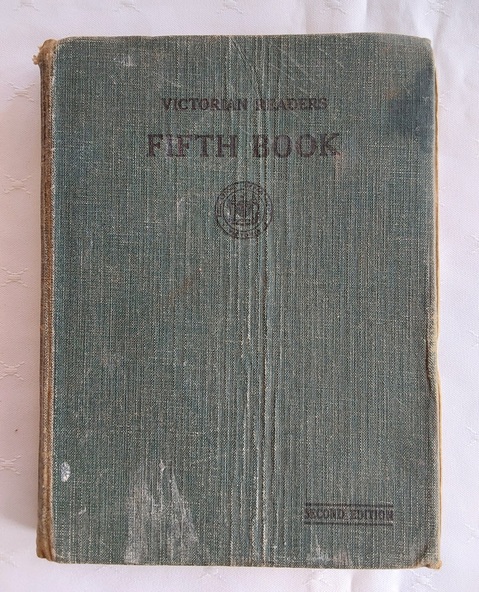 VICTORIAN READERS
FIFTH BOOK
SECOND EDITION